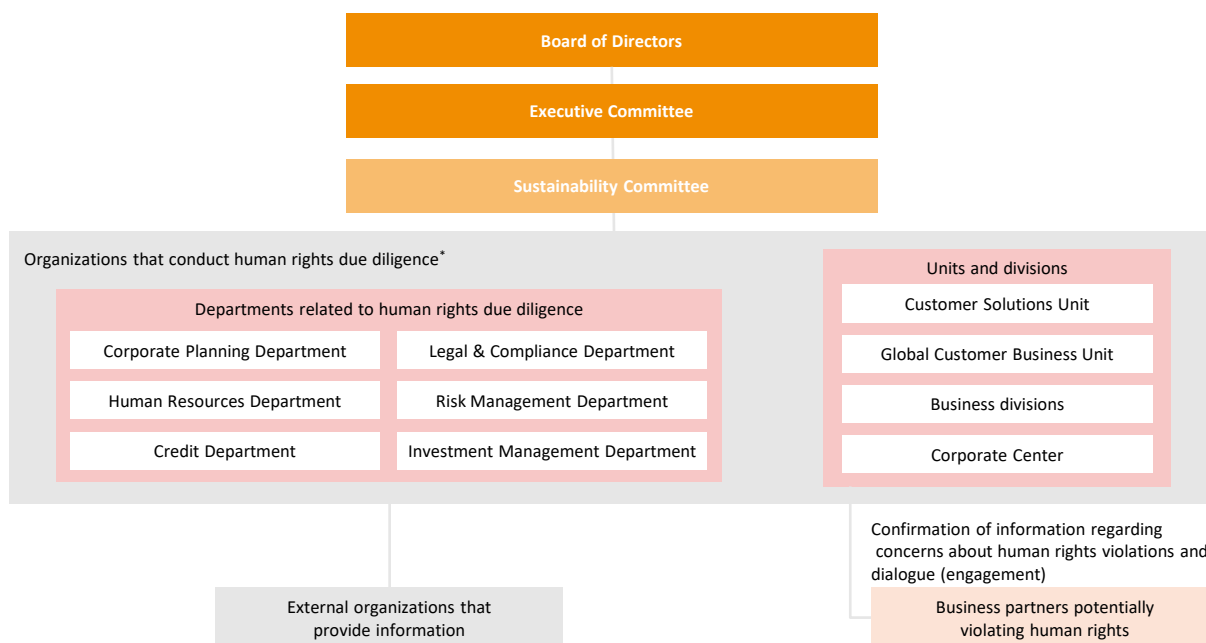 Board of Directors
Executive Committee
Sustainability Committee
Organizations that conduct human rights due diligence*
Departments related to human rights due diligence
Corporate Planning Department
Legal & Compliance Department
Human Resources Department
Risk Management Department
Credit Department
Investment Management Department
Units and divisions
Customer Solutions Unit
Global Customer Business Unit
Business divisions
Corporate Center
Confirmation of information regarding
concerns about human rights violations and
dialogue (engagement)
External organizations that
provide information
Business partners potentially
violating human rights